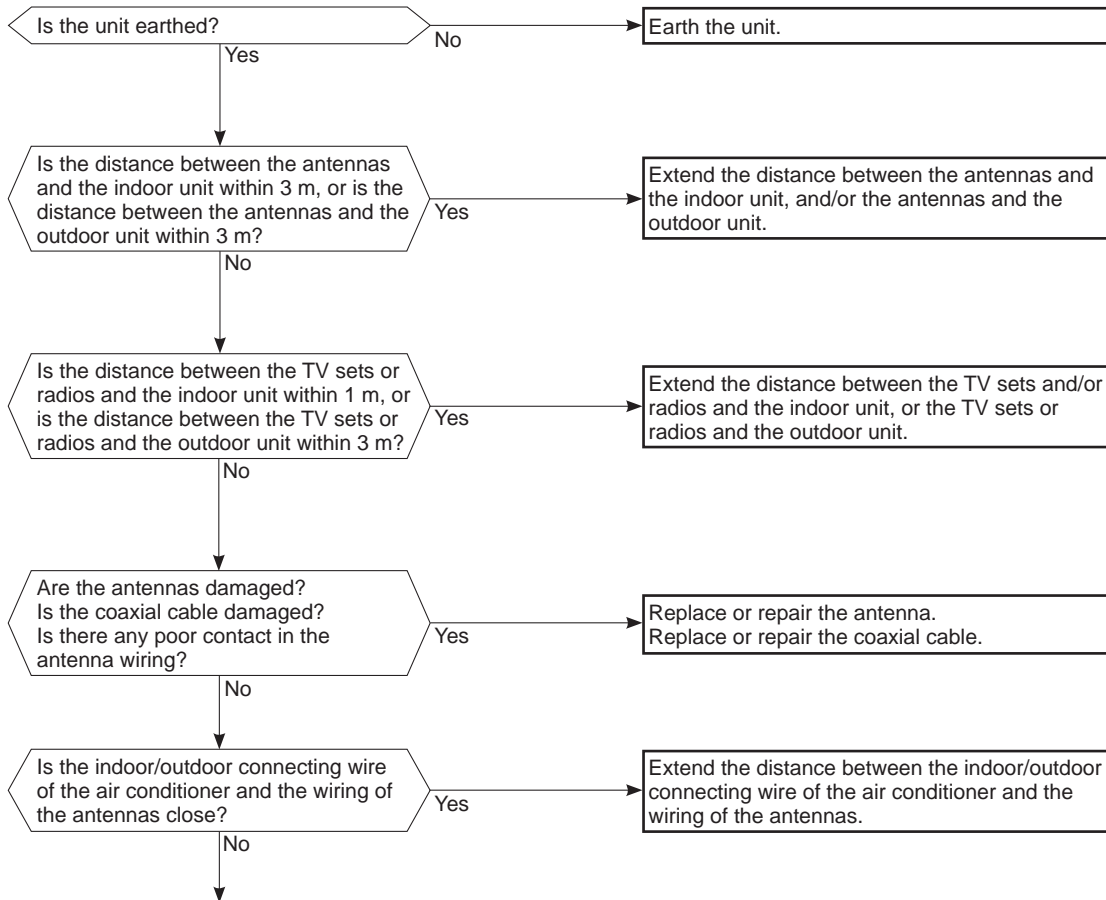 Is the unit earthed?
No
Earth the unit.
Yes
Is the distance between the antennas
and the indoor unit within 3 m, or is the
distance between the antennas and the
outdoor unit within 3 m?
Yes
Extend the distance between the antennas and
the indoor unit, and/or the antennas and the
outdoor unit.
No
Is the distance between the TV sets or
radios and the indoor unit within 1 m, or
is the distance between the TV sets or
radios and the outdoor unit within 3 m?
Yes
Extend the distance between the TV sets and/or
radios and the indoor unit, or the TV sets or
radios and the outdoor unit.
No
Are the antennas damaged?
Is the coaxial cable damaged?
Is there any poor contact in the
antenna wiring?
Yes
Replace or repair the antenna.
Replace or repair the coaxial cable.
No
Is the indoor/outdoor connecting wire
of the air conditioner and the wiring of
the antennas close?
Yes
Extend the distance between the indoor/outdoor
connecting wire of the air conditioner and the
wiring of the antennas.
No